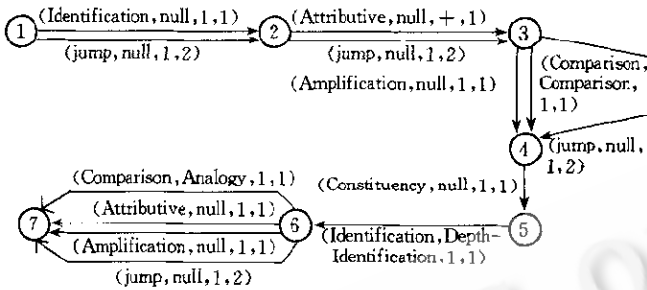 (Identification,null,1,1)
(Attributive,null,+,1)
1
2
3
(jump,null,1,2)
(jump,null,1,2)
(Amplification,null,1,1)
(Comparison,
Comparison,
1,1)
4
(jump,null,
1,2)
(Comparison,Analogy,1,1)
(Constituency,null,1,1)
(Attributive,null,1,1)
7
6
5
(Amplification,null,1,1)
(Identification,Depth-
Identification,1,1)
(jump,null,1,2)